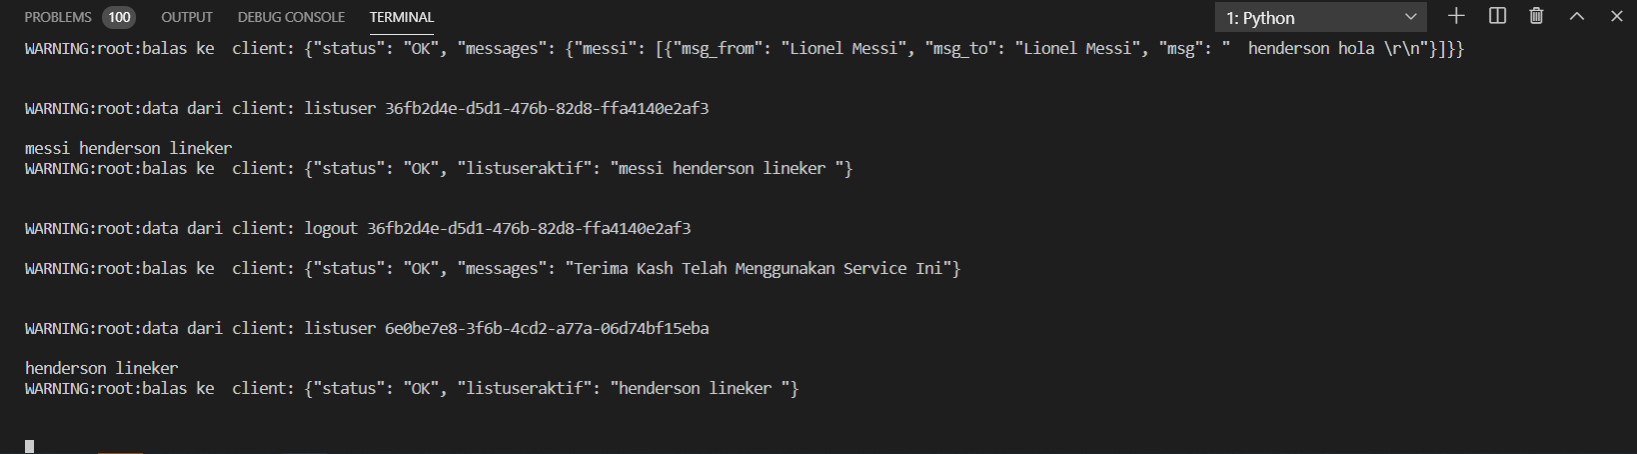 PROBLEMS 100 OUTPUT DEBUG CONSOLE TERMINAL 1: Python
WARNING:root:balas ke  client: {"status": "OK", "messages": {"messi": [{"msg_from": "Lionel Messi", "msg_to": "Lionel Messi", "msg": "  henderson hola \r\n"}]}}
WARNING:root:data dari client: listuser 36fb2d4e-d5d1-476b-82d8-ffa4140e2af3
messi henderson lineker
WARNING:root:balas ke  client: {"status": "OK", "listuseraktif": "messi henderson lineker "}
WARNING:root:data dari client: logout 36fb2d4e-d5d1-476b-82d8-ffa4140e2af3
WARNING:root:balas ke  client: {"status": "OK", "messages": "Terima Kash Telah Menggunakan Service Ini"}
WARNING:root:data dari client: listuser 6e0be7e8-3f6b-4cd2-a77a-06d74bf15eba
henderson lineker
WARNING:root:balas ke  client: {"status": "OK", "listuseraktif": "henderson lineker "}